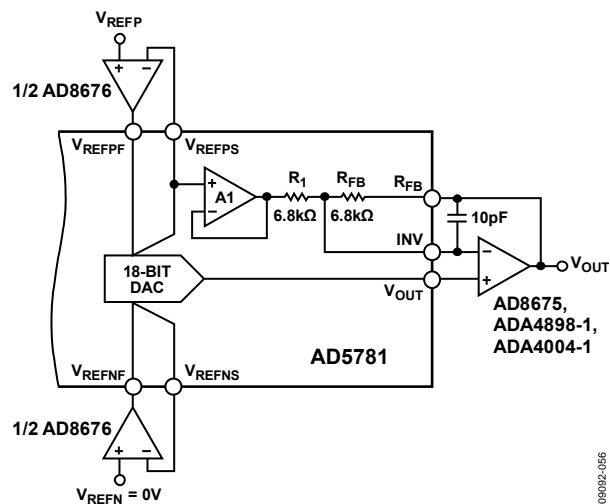 VREFP
+ −
1/2 AD8676
VREFPF
VREFPS
+
A1
−
R1
6.8kΩ
RFB
6.8kΩ
RFB
10pF
INV
−
+
VOUT
18-BIT
DAC
VOUT
AD8675,
ADA4898-1,
ADA4004-1
AD5781
VREFNF
VREFNS
1/2 AD8676
+ −
VREFN = 0V
09092-056